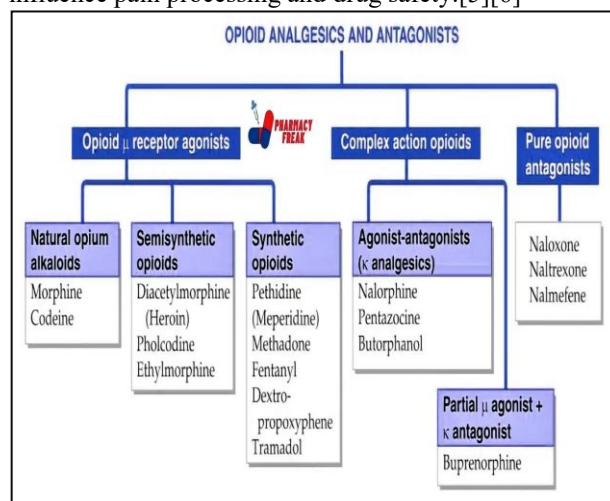 influence pain processing and drug safety.[5][6]
OPIOID ANALGESICS AND ANTAGONISTS
PHARMACY
FREAK
Opioid μ receptor agonists
Complex action opioids
Pure opioid
antagonists
Natural opium
alkaloids
Morphine
Codeine
Semisynthetic
opioids
Diacetylmorphine
(Heroin)
Pholcodine
Ethylmorphine
Synthetic
opioids
Pethidine
(Meperidine)
Methadone
Fentanyl
Dextro-
propoxyphene
Tramadol
Agonist-antagonists
(κ analgesics)
Nalorphine
Pentazocine
Butorphanol
Partial μ agonist +
κ antagonist
Buprenorphine
Naloxone
Naltrexone
Nalmefene